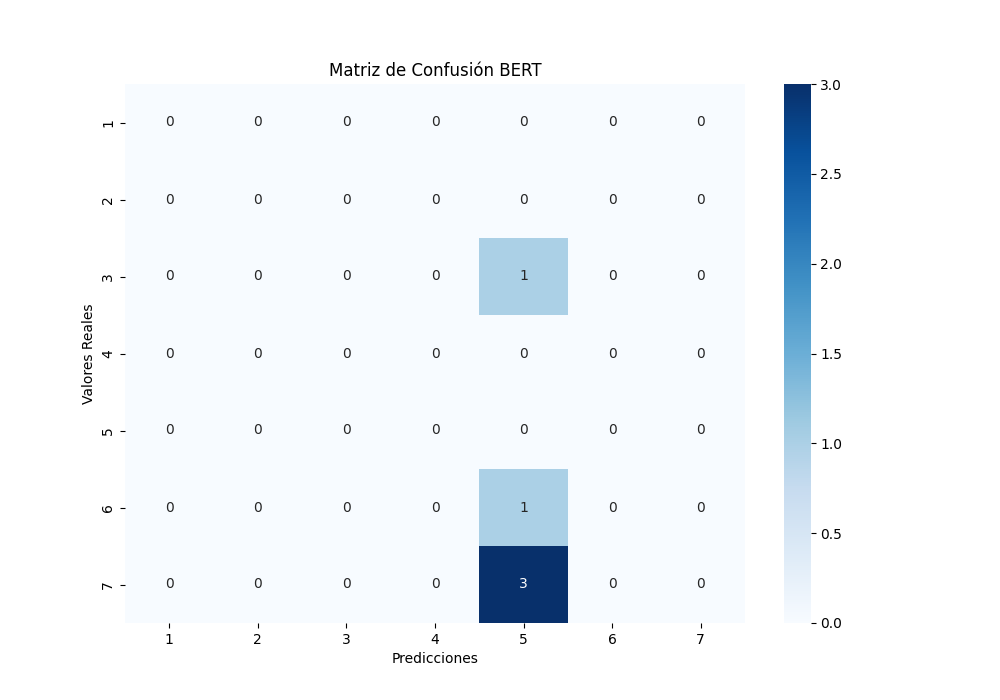 Matriz de Confusión BERT
1 0 0 0 0 0 0 0
2 0 0 0 0 0 0 0
3 0 0 0 0 1 0 0
4 0 0 0 0 0 0 0
5 0 0 0 0 0 0 0
6 0 0 0 0 1 0 0
7 0 0 0 0 3 0 0
1 2 3 4 5 6 7
Predicciones
Valores Reales
3.0
2.5
2.0
1.5
1.0
0.5
0.0